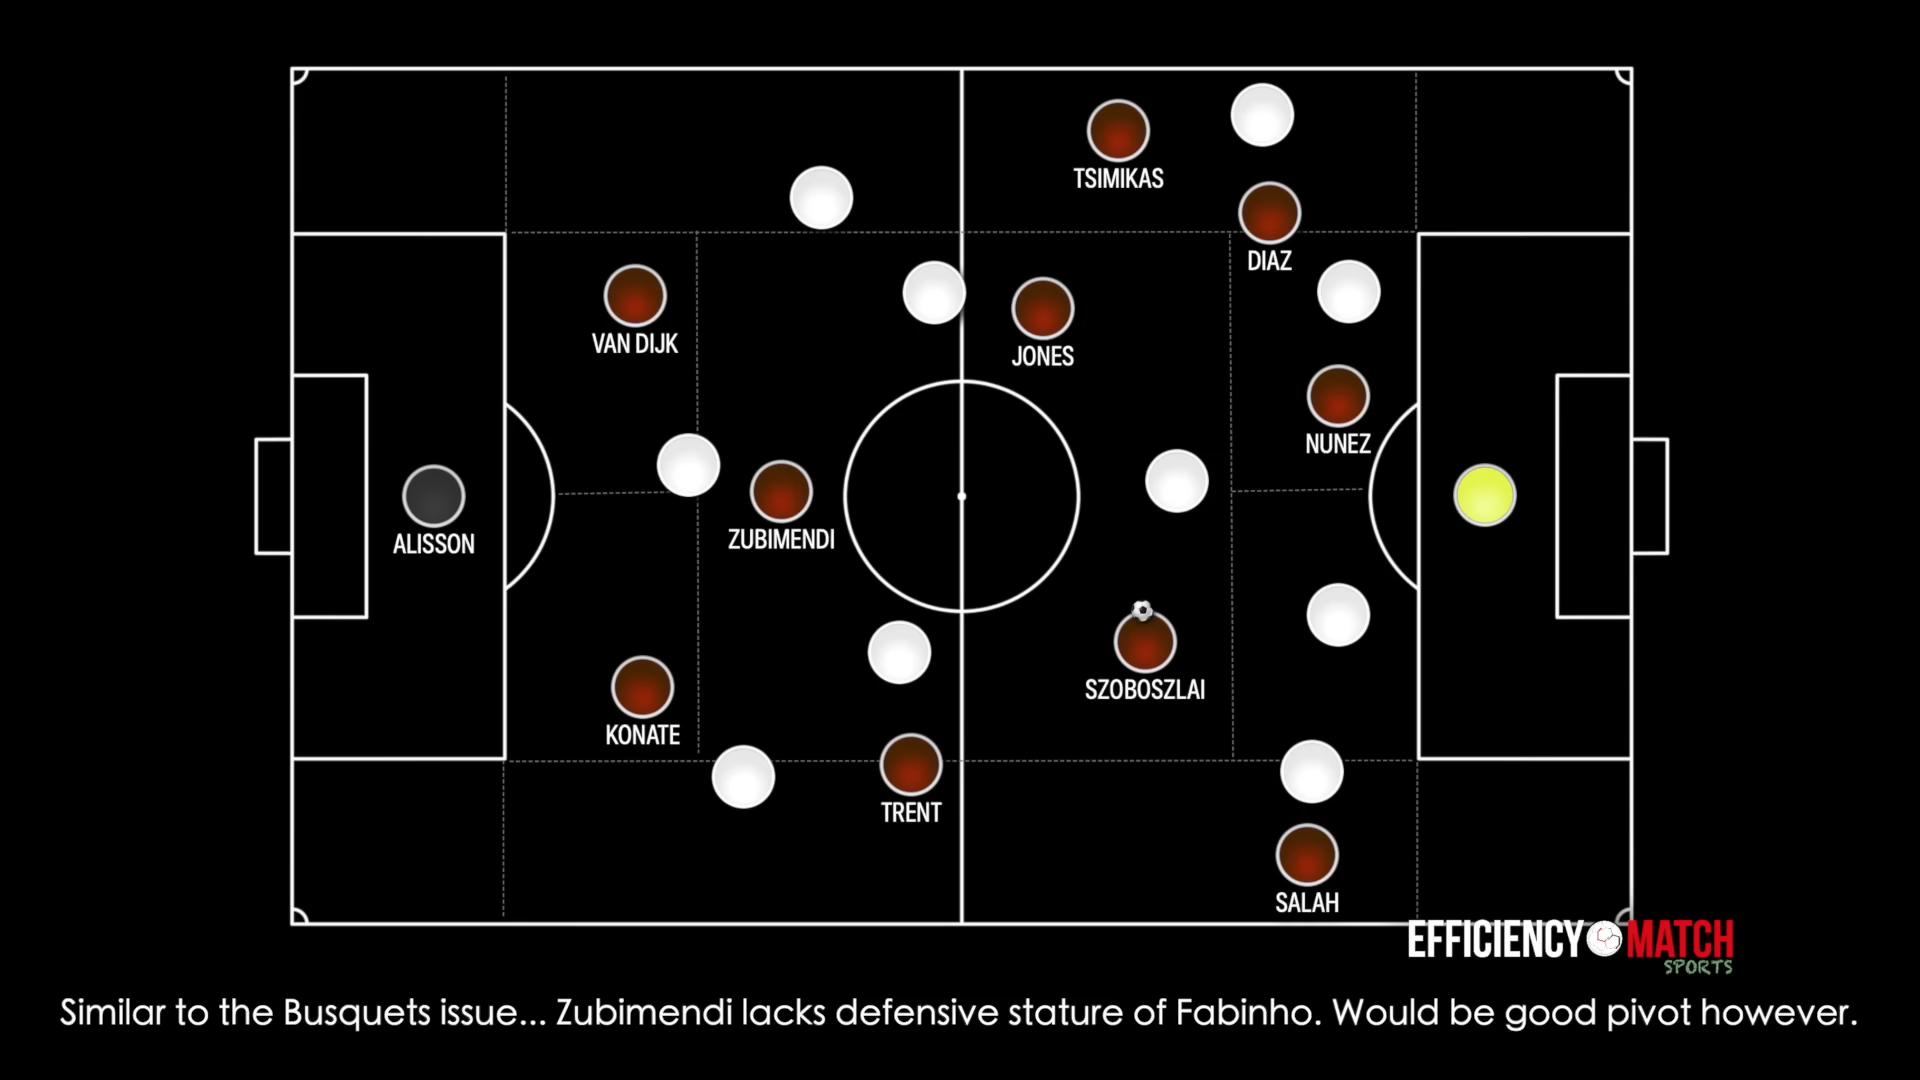 TSIMIKAS
DIAZ
VAN DIJK
JONES
NUNEZ
ALISSON
ZUBIMENDI
SZOBOSZLAI
KONATE
TRENT
SALAH
EFFICIENCY MATCH
SPORTS
Similar to the Busquets issue... Zubimendi lacks defensive stature of Fabinho. Would be good pivot however.